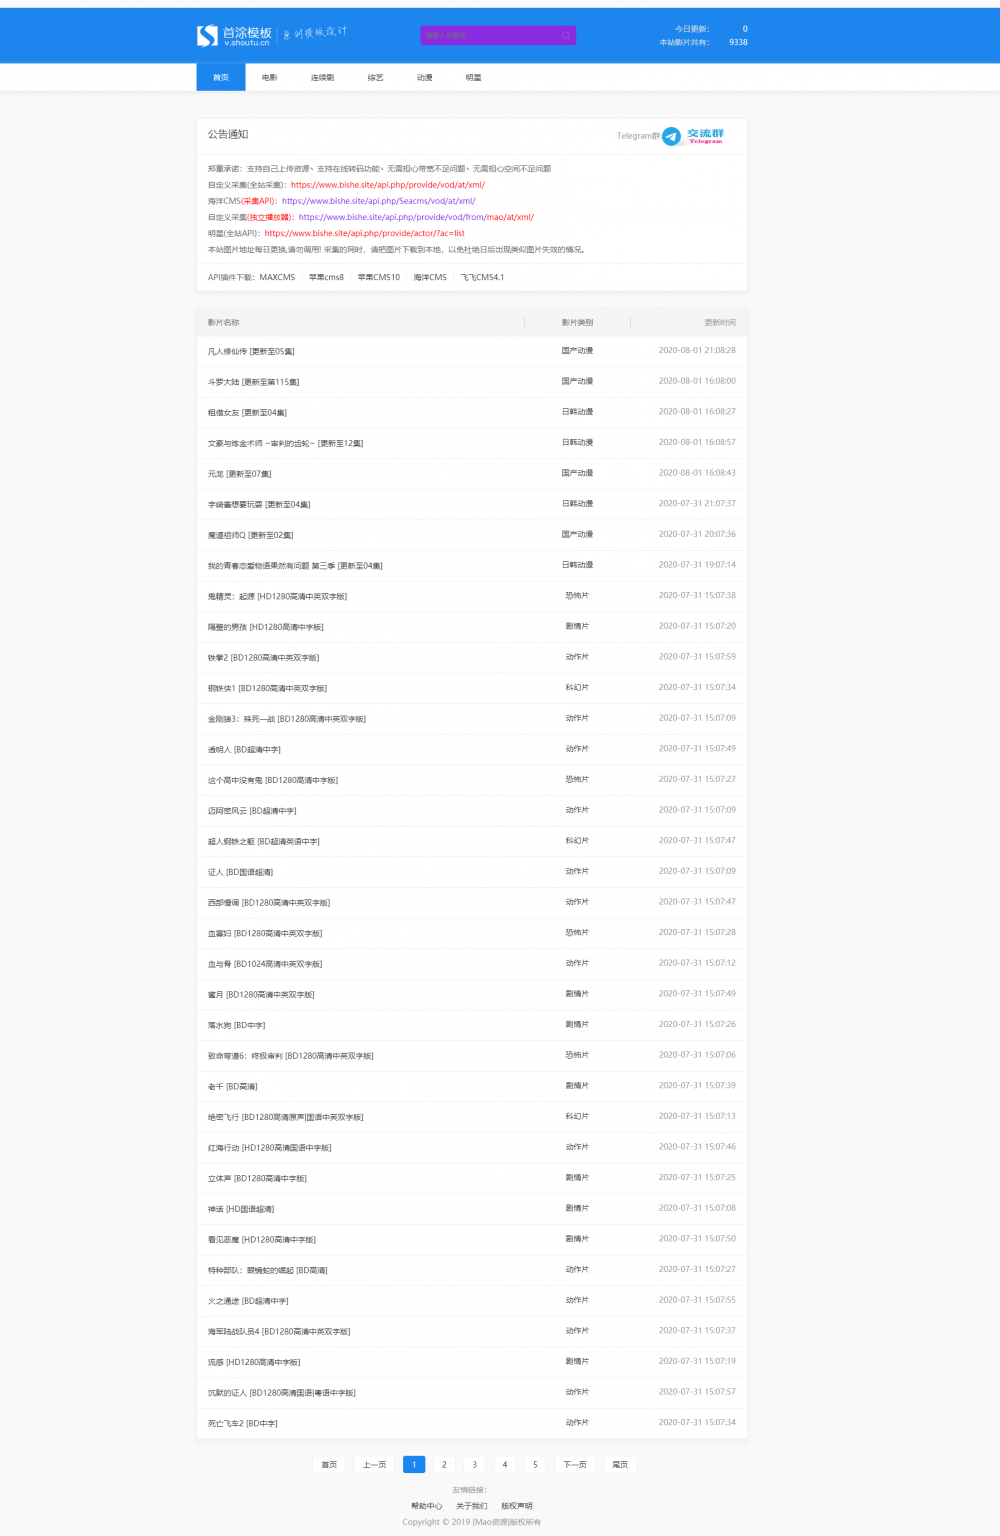 首涂模板
v.shoutu.cn
原创模板设计
请输入关键词...
今日更新: 0
本站影片共有: 9338
首页 电影 连续剧 综艺 动漫 明星
公告通知
Telegram群: 交流群
Telegram
郑重承诺：支持自己上传资源、支持在线转码功能、无需担心带宽不足问题、无需担心空间不足问题
自定义采集(全站采集)：https://www.bishe.site/api.php/provide/vod/at/xml/
海洋CMS(采集API)：https://www.bishe.site/api.php/Seacms/vod/at/xml/
自定义采集(独立播放器)：https://www.bishe.site/api.php/provide/vod/from/mao/at/xml/
明星(全站API)：https://www.bishe.site/api.php/provide/actor/?ac=list
本站图片地址每日更换,请勿调用! 采集的同时，请把图片下载到本地，以免杜绝日后出现类似图片失效的情况。
API插件下载：MAXCMS 苹果cms8 苹果CMS10 海洋CMS 飞飞CMS4.1
影片名称 影片类别 更新时间
凡人修仙传 [更新至05集] 国产动漫 2020-08-01 21:08:28
斗罗大陆 [更新至第115集] 国产动漫 2020-08-01 16:08:00
租借女友 [更新至04集] 日韩动漫 2020-08-01 16:08:27
文豪与炼金术师 ~审判的齿轮~ [更新至12集] 日韩动漫 2020-08-01 16:08:57
元龙 [更新至07集] 国产动漫 2020-08-01 16:08:43
宇崎酱想要玩耍 [更新至04集] 日韩动漫 2020-07-31 21:07:37
魔道祖师Q [更新至02集] 国产动漫 2020-07-31 20:07:36
我的青春恋爱物语果然有问题 第三季 [更新至04集] 日韩动漫 2020-07-31 19:07:14
鬼精灵：起源 [HD1280高清中英双字版] 恐怖片 2020-07-31 15:07:38
隔壁的男孩 [HD1280高清中字版] 剧情片 2020-07-31 15:07:20
铁拳2 [BD1280高清中英双字版] 动作片 2020-07-31 15:07:59
钢铁侠1 [BD1280高清中英双字版] 科幻片 2020-07-31 15:07:34
金刚狼3：殊死一战 [BD1280高清中英双字版] 动作片 2020-07-31 15:07:09
透明人 [BD超清中字] 动作片 2020-07-31 15:07:49
这个高中没有鬼 [BD1280高清中字版] 恐怖片 2020-07-31 15:07:27
迈阿密风云 [BD超清中字] 动作片 2020-07-31 15:07:09
超人钢铁之躯 [BD超清英语中字] 科幻片 2020-07-31 15:07:47
证人 [BD国语超清] 动作片 2020-07-31 15:07:09
西部慢调 [BD1280高清中英双字版] 动作片 2020-07-31 15:07:47
血寡妇 [BD1280高清中英双字版] 恐怖片 2020-07-31 15:07:28
血与骨 [BD1024高清中英双字版] 动作片 2020-07-31 15:07:12
蜜月 [BD1280高清中英双字版] 剧情片 2020-07-31 15:07:49
落水狗 [BD中字] 剧情片 2020-07-31 15:07:26
致命弯道6：终极审判 [BD1280高清中英双字版] 恐怖片 2020-07-31 15:07:06
老千 [BD高清] 剧情片 2020-07-31 15:07:39
绝密飞行 [BD1280高清原声国语中英双字版] 科幻片 2020-07-31 15:07:13
红海行动 [HD1280高清国语中字版] 动作片 2020-07-31 15:07:46
立体声 [BD1280高清中字版] 剧情片 2020-07-31 15:07:25
神话 [HD国语超清] 剧情片 2020-07-31 15:07:08
看见恶魔 [HD1280高清中字版] 剧情片 2020-07-31 15:07:50
特种部队：眼镜蛇的崛起 [BD高清] 动作片 2020-07-31 15:07:27
火之通途 [BD超清中字] 动作片 2020-07-31 15:07:55
海军陆战队员4 [BD1280高清中英双字版] 动作片 2020-07-31 15:07:37
流感 [HD1280高清中字版] 剧情片 2020-07-31 15:07:19
沉默的证人 [BD1280高清国语|粤语中字版] 动作片 2020-07-31 15:07:57
死亡飞车2 [BD中字] 动作片 2020-07-31 15:07:34
首页 上一页 1 2 3 4 5 下一页 尾页
友情链接：
帮助中心 关于我们 版权声明
Copyright © 2019 [Mao资源]版权所有